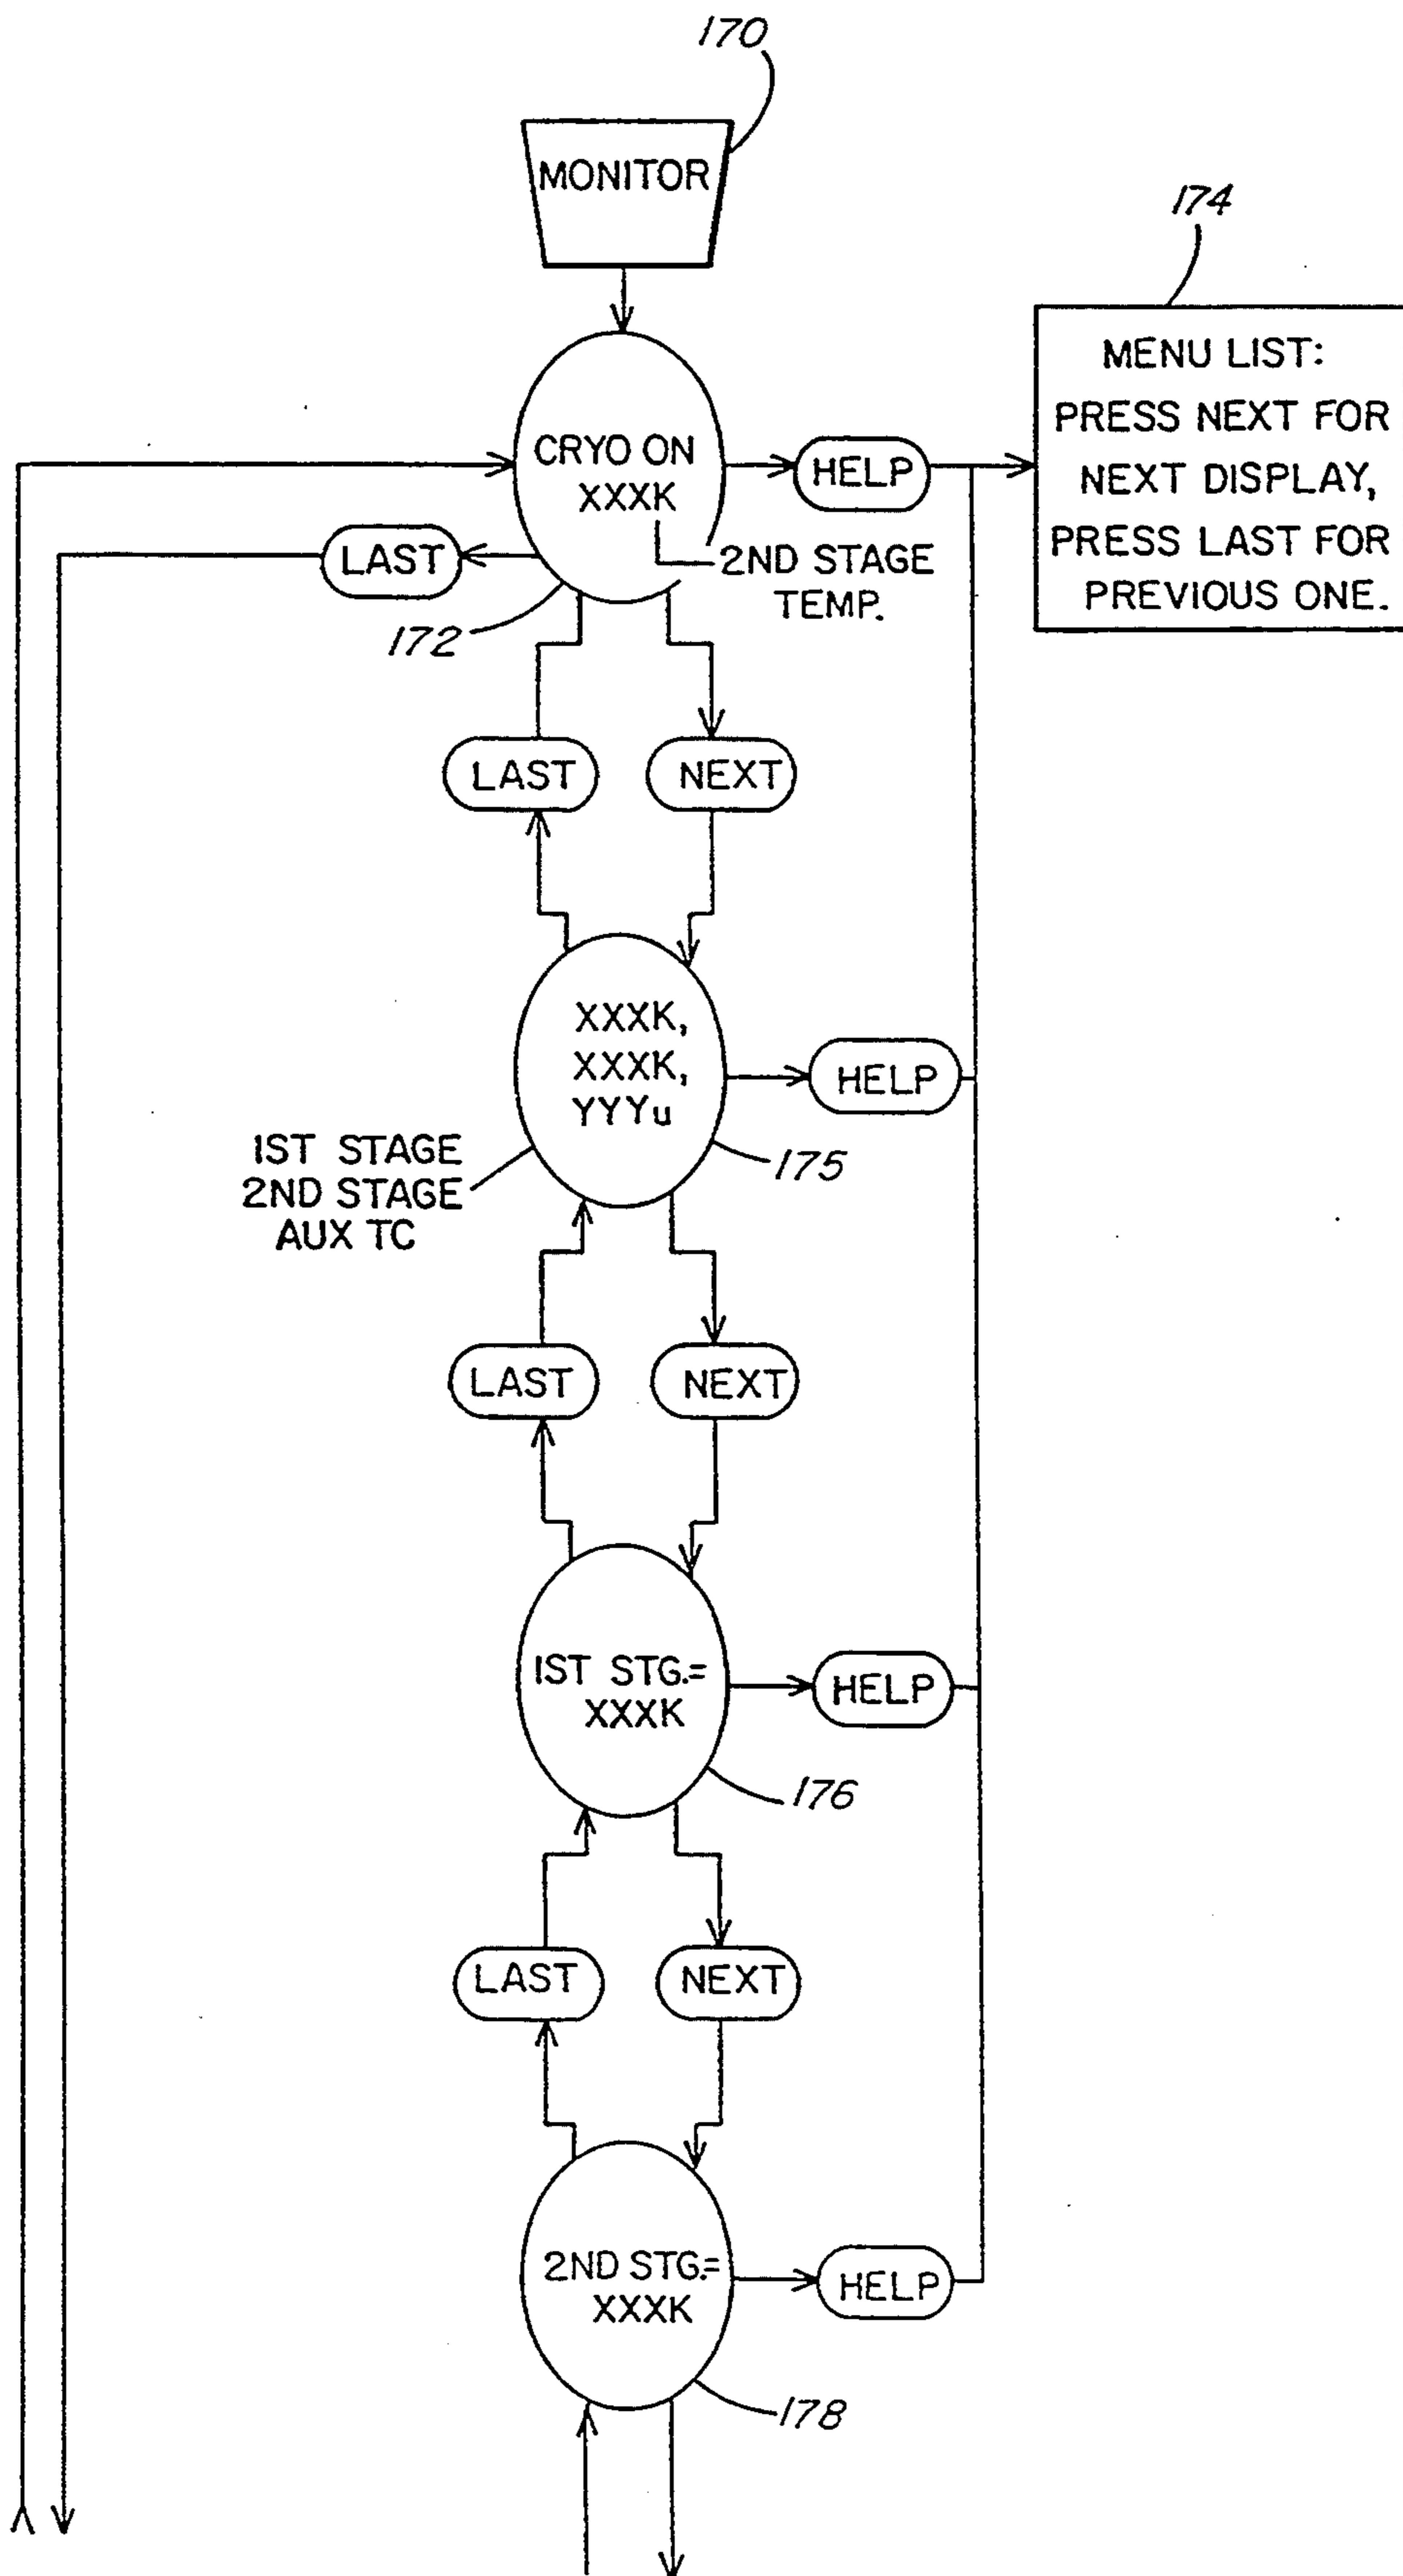 170
MONITOR
174
MENU LIST:
PRESS NEXT FOR
NEXT DISPLAY,
PRESS LAST FOR
PREVIOUS ONE.
CRYO ON
XXXK
HELP
2ND STAGE
TEMP.
LAST
172
LAST
NEXT
XXXK,
XXXK,
YYYu
HELP
1ST STAGE
2ND STAGE
AUX TC
175
LAST
NEXT
1ST STG.=
XXXK
HELP
176
LAST
NEXT
2ND STG.=
XXXK
HELP
178